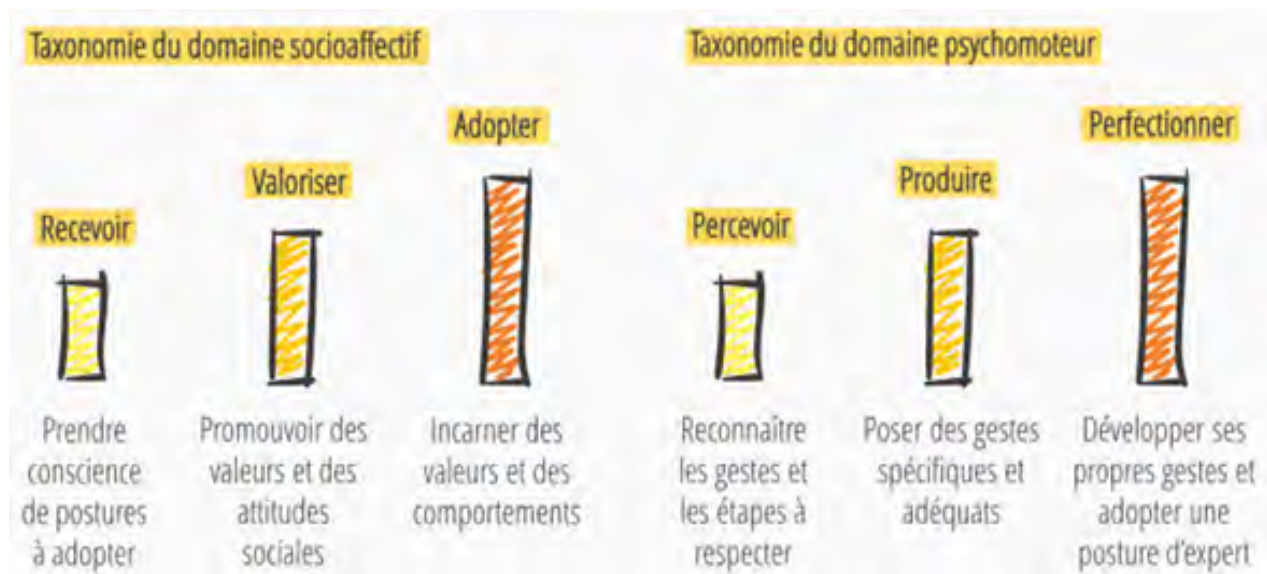 Taxonomie du domaine socioaffectif
Recevoir
Valoriser
Adopter
Prendre
conscience
de postures
à adopter
Promouvoir des
valeurs et des
attitudes
sociales
Incarner des
valeurs et des
comportements
Taxonomie du domaine psychomoteur
Percevoir
Produire
Perfectionner
Reconnaître
les gestes et
les étapes à
respecter
Poser des gestes
spécifiques et
adéquats
Développer ses
propres gestes et
adopter une
posture d'expert